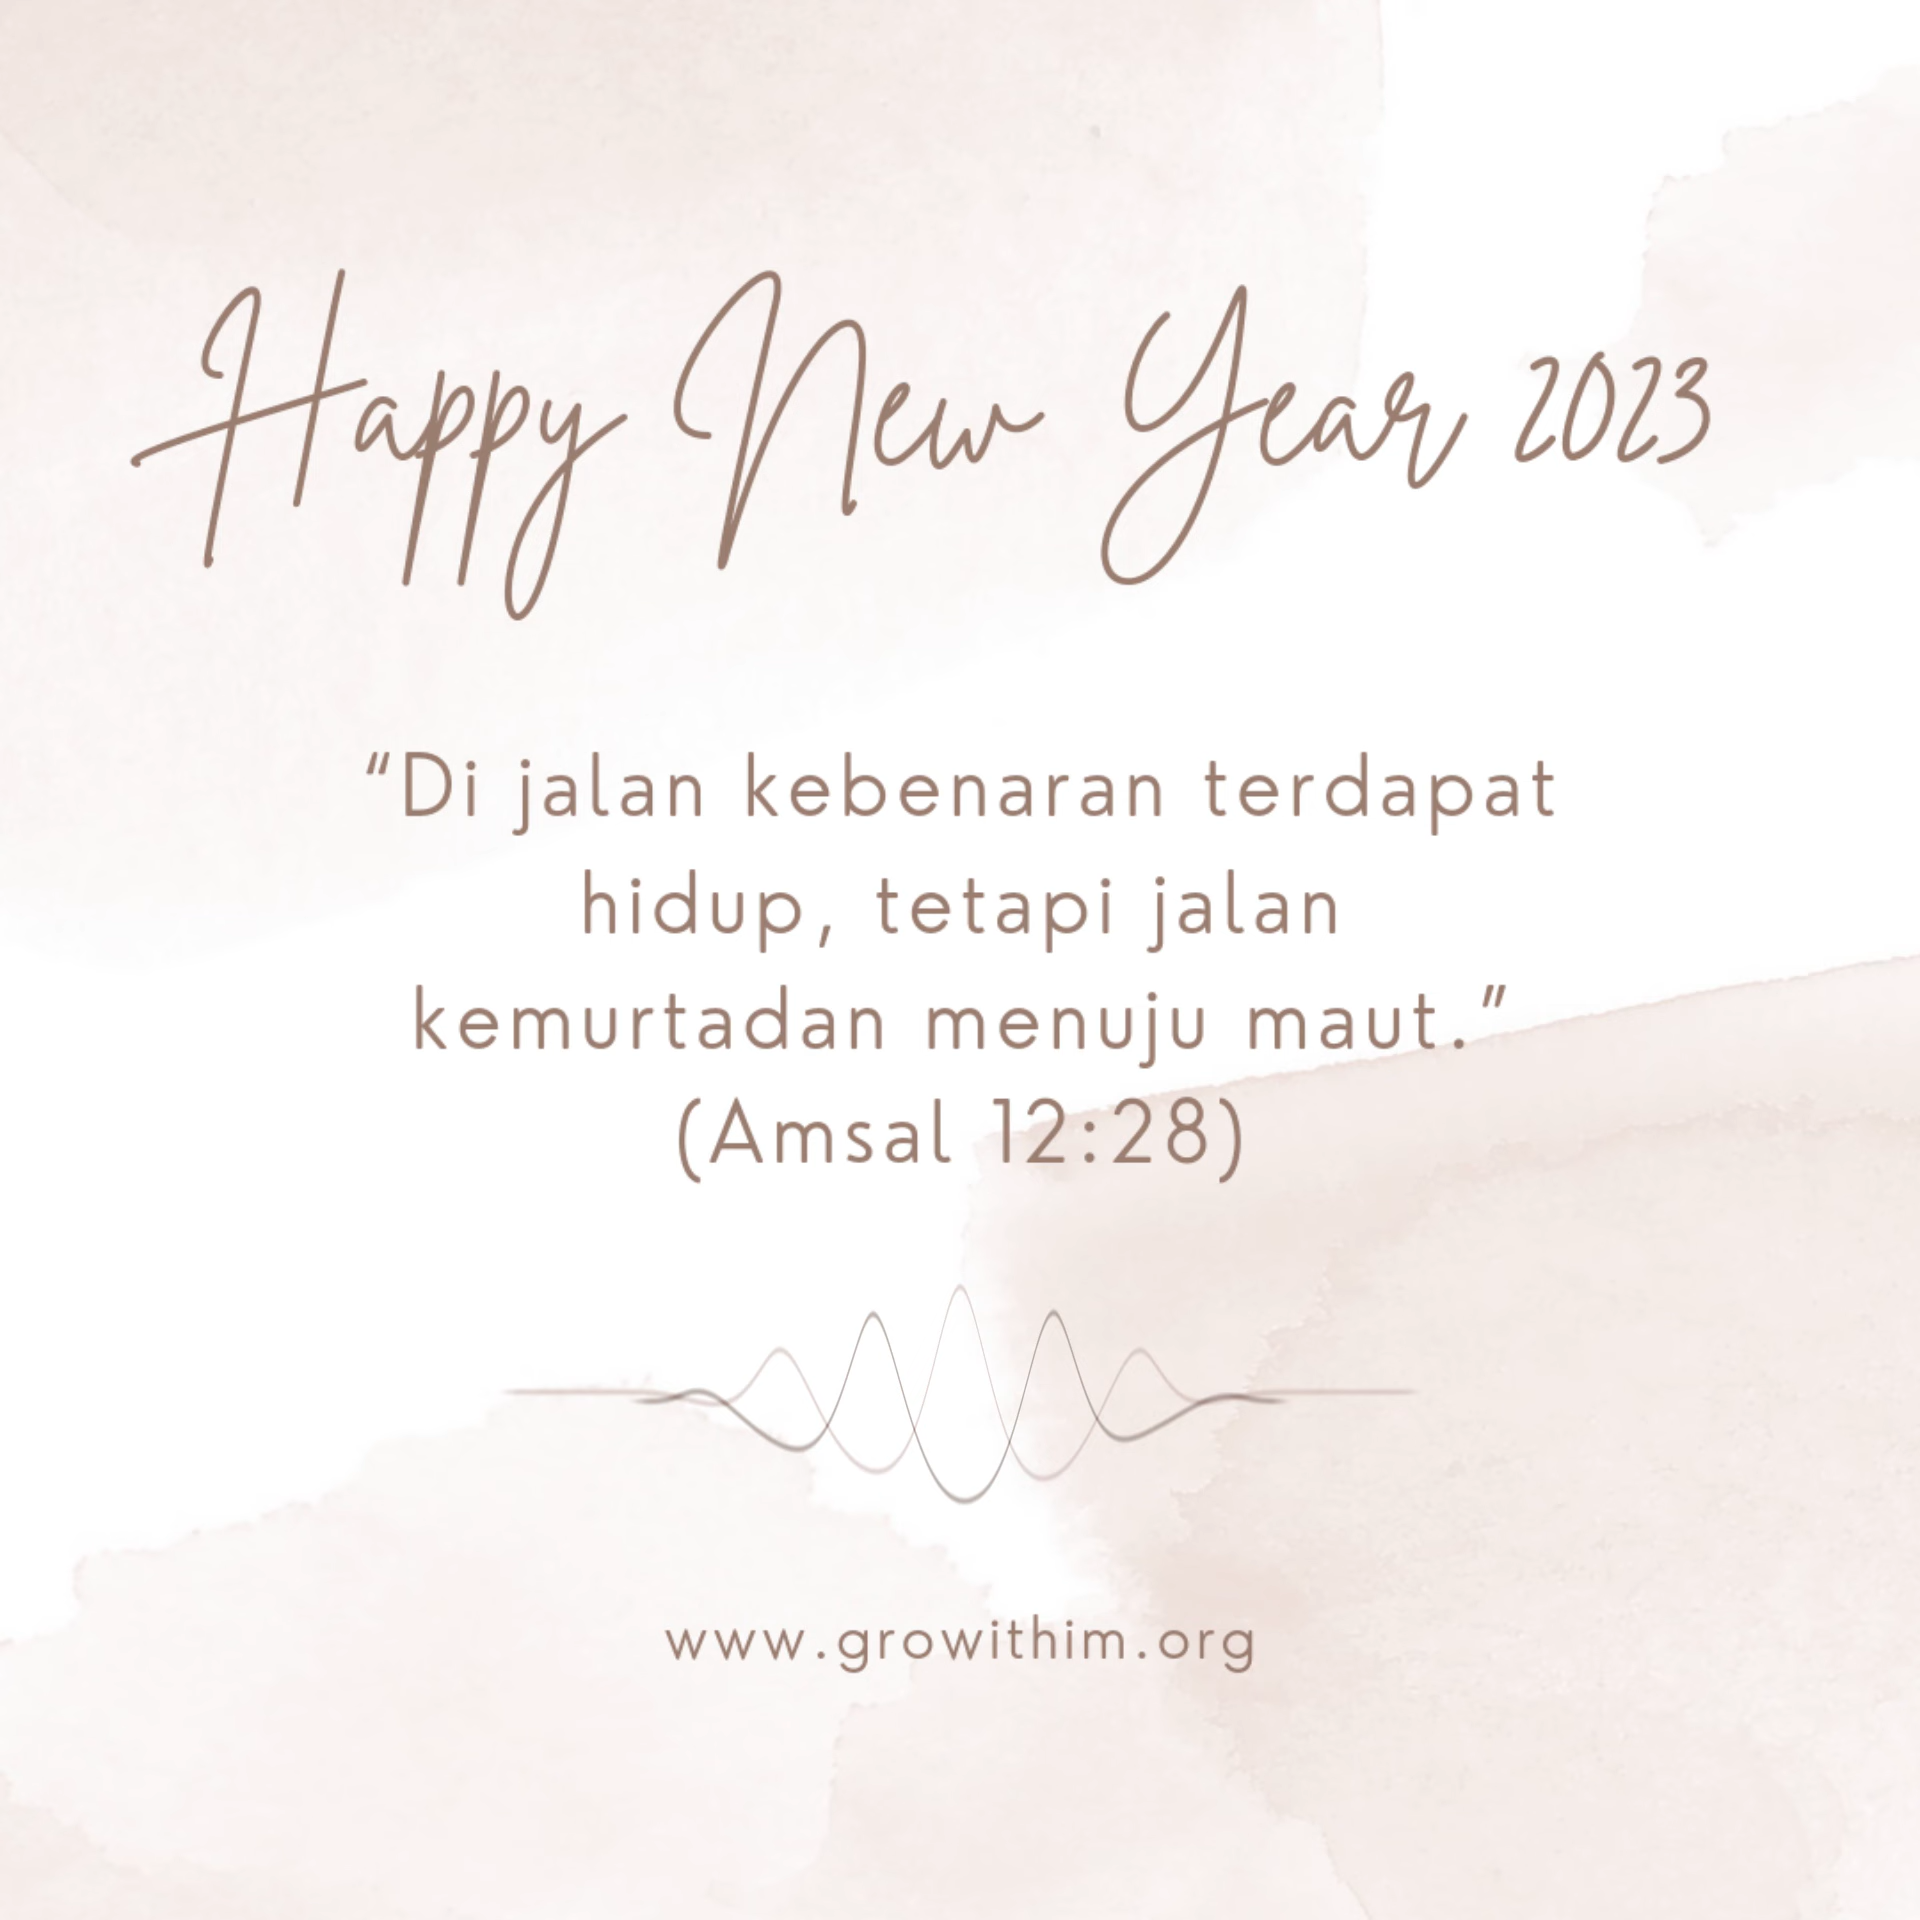 Happy New Year 2023
“Di jalan kebenaran terdapat
hidup, tetapi jalan
kemurtadan menuju maut.”
(Amsal 12:28)
www.growithim.org